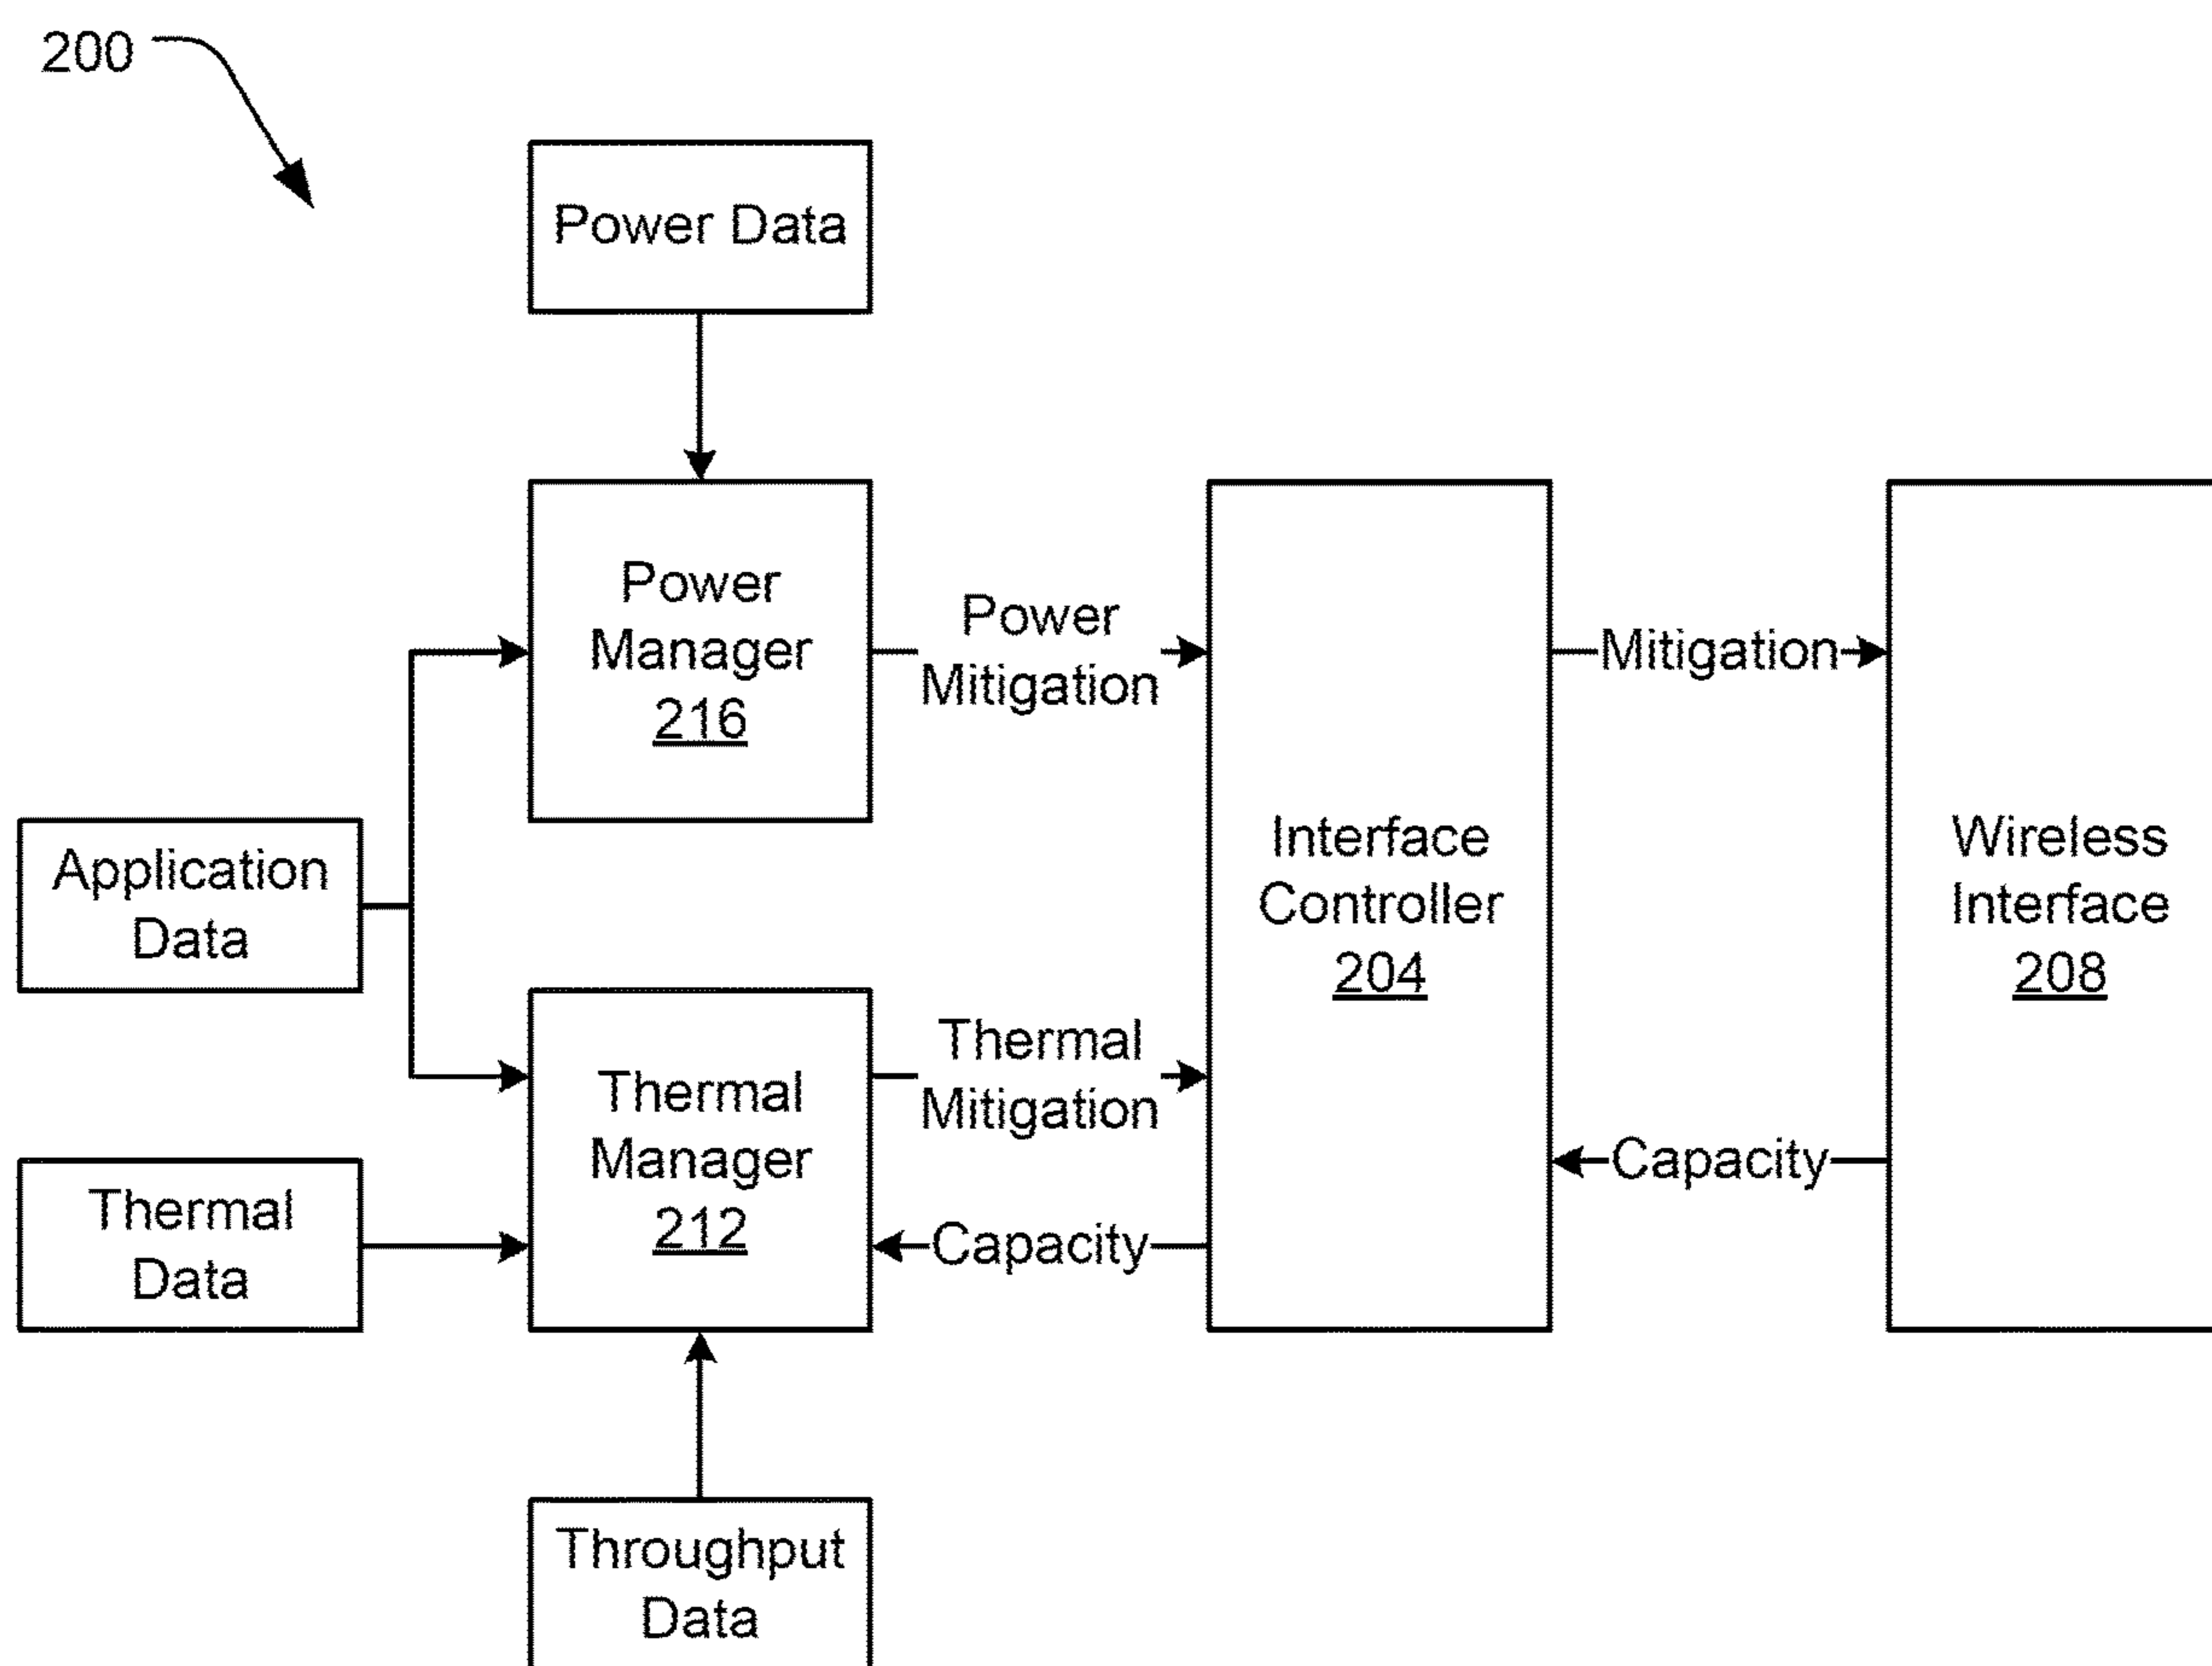 200
Power Data
Power
Manager
216
Power
Mitigation
Mitigation
Application
Data
Interface
Controller
204
Wireless
Interface
208
Thermal
Manager
212
Thermal
Mitigation
Capacity
Thermal
Data
Capacity
Throughput
Data